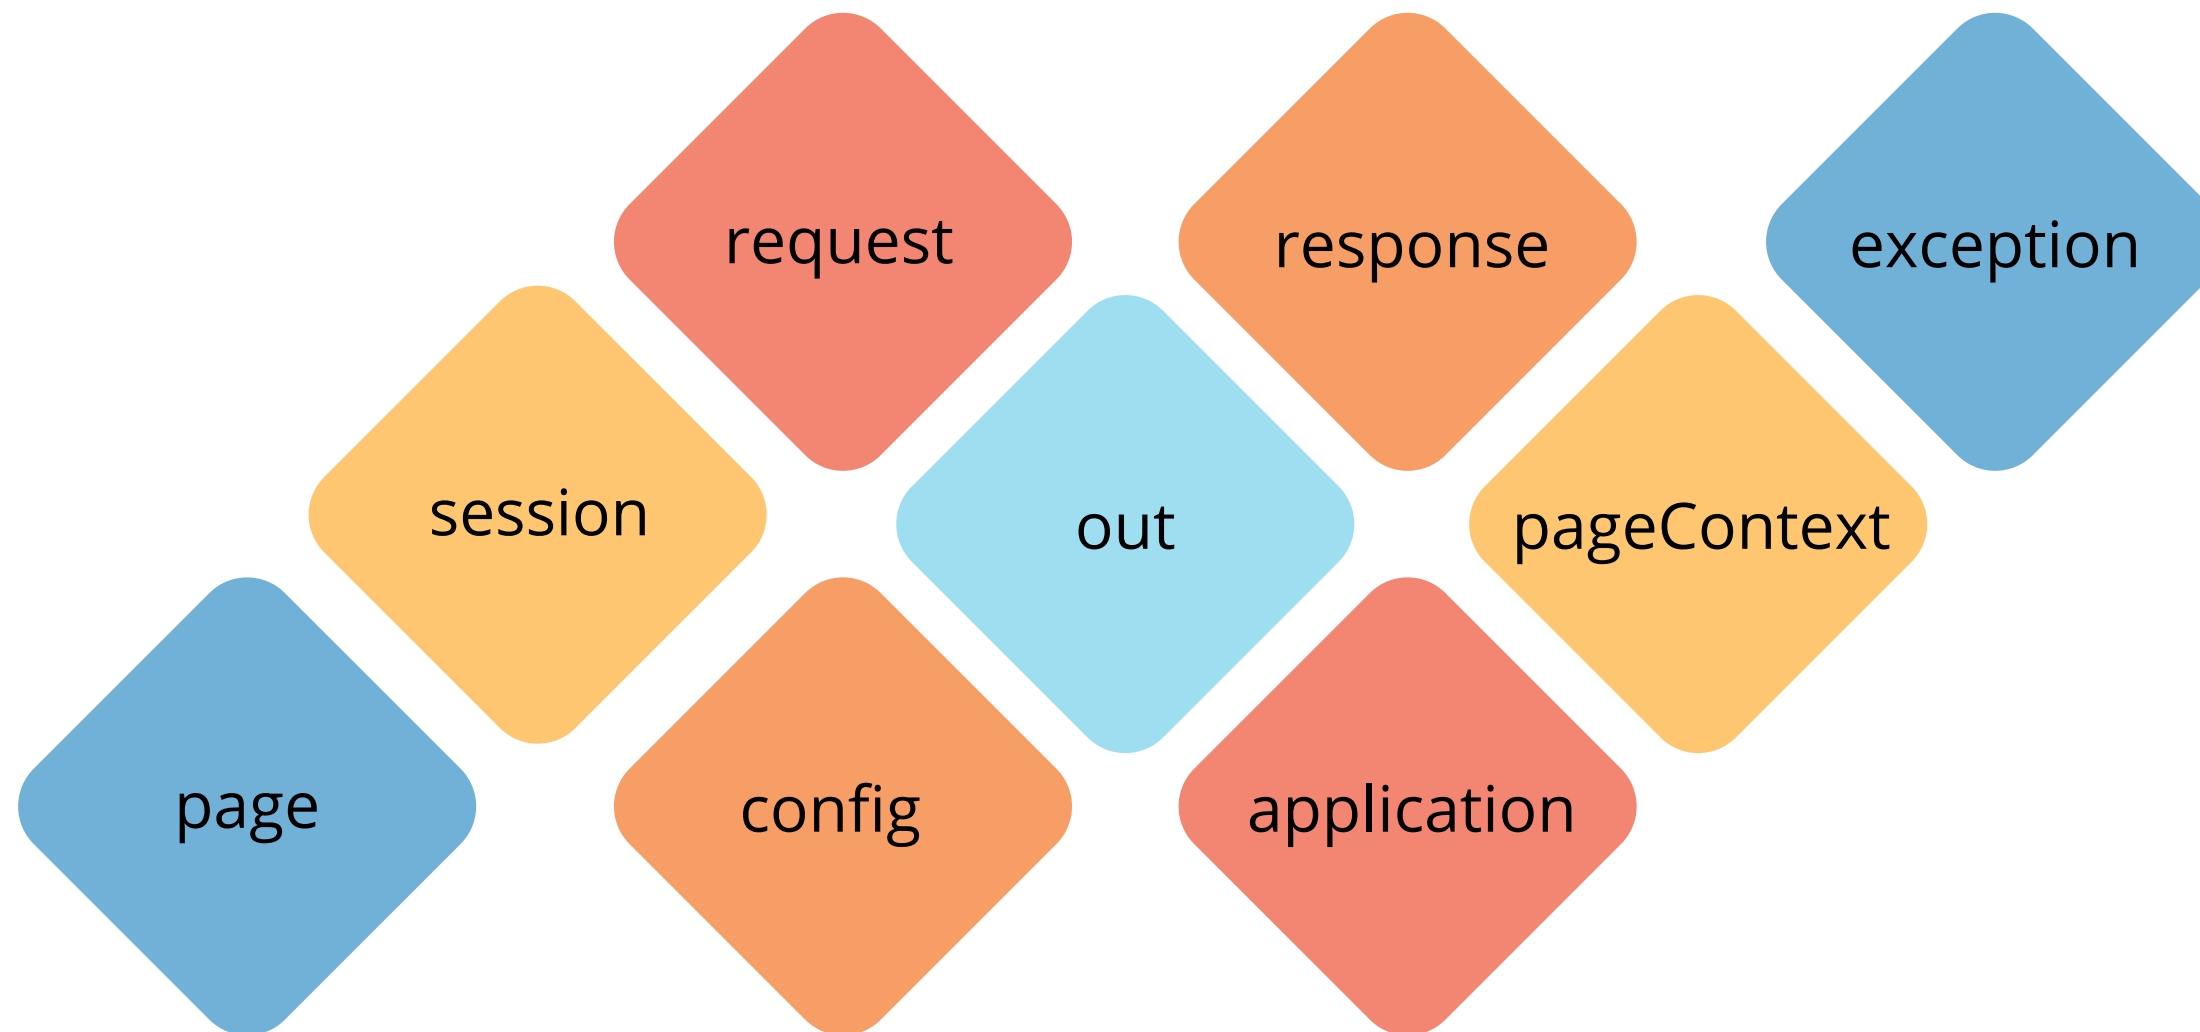 request
response
exception
session
out
pageContext
page
config
application